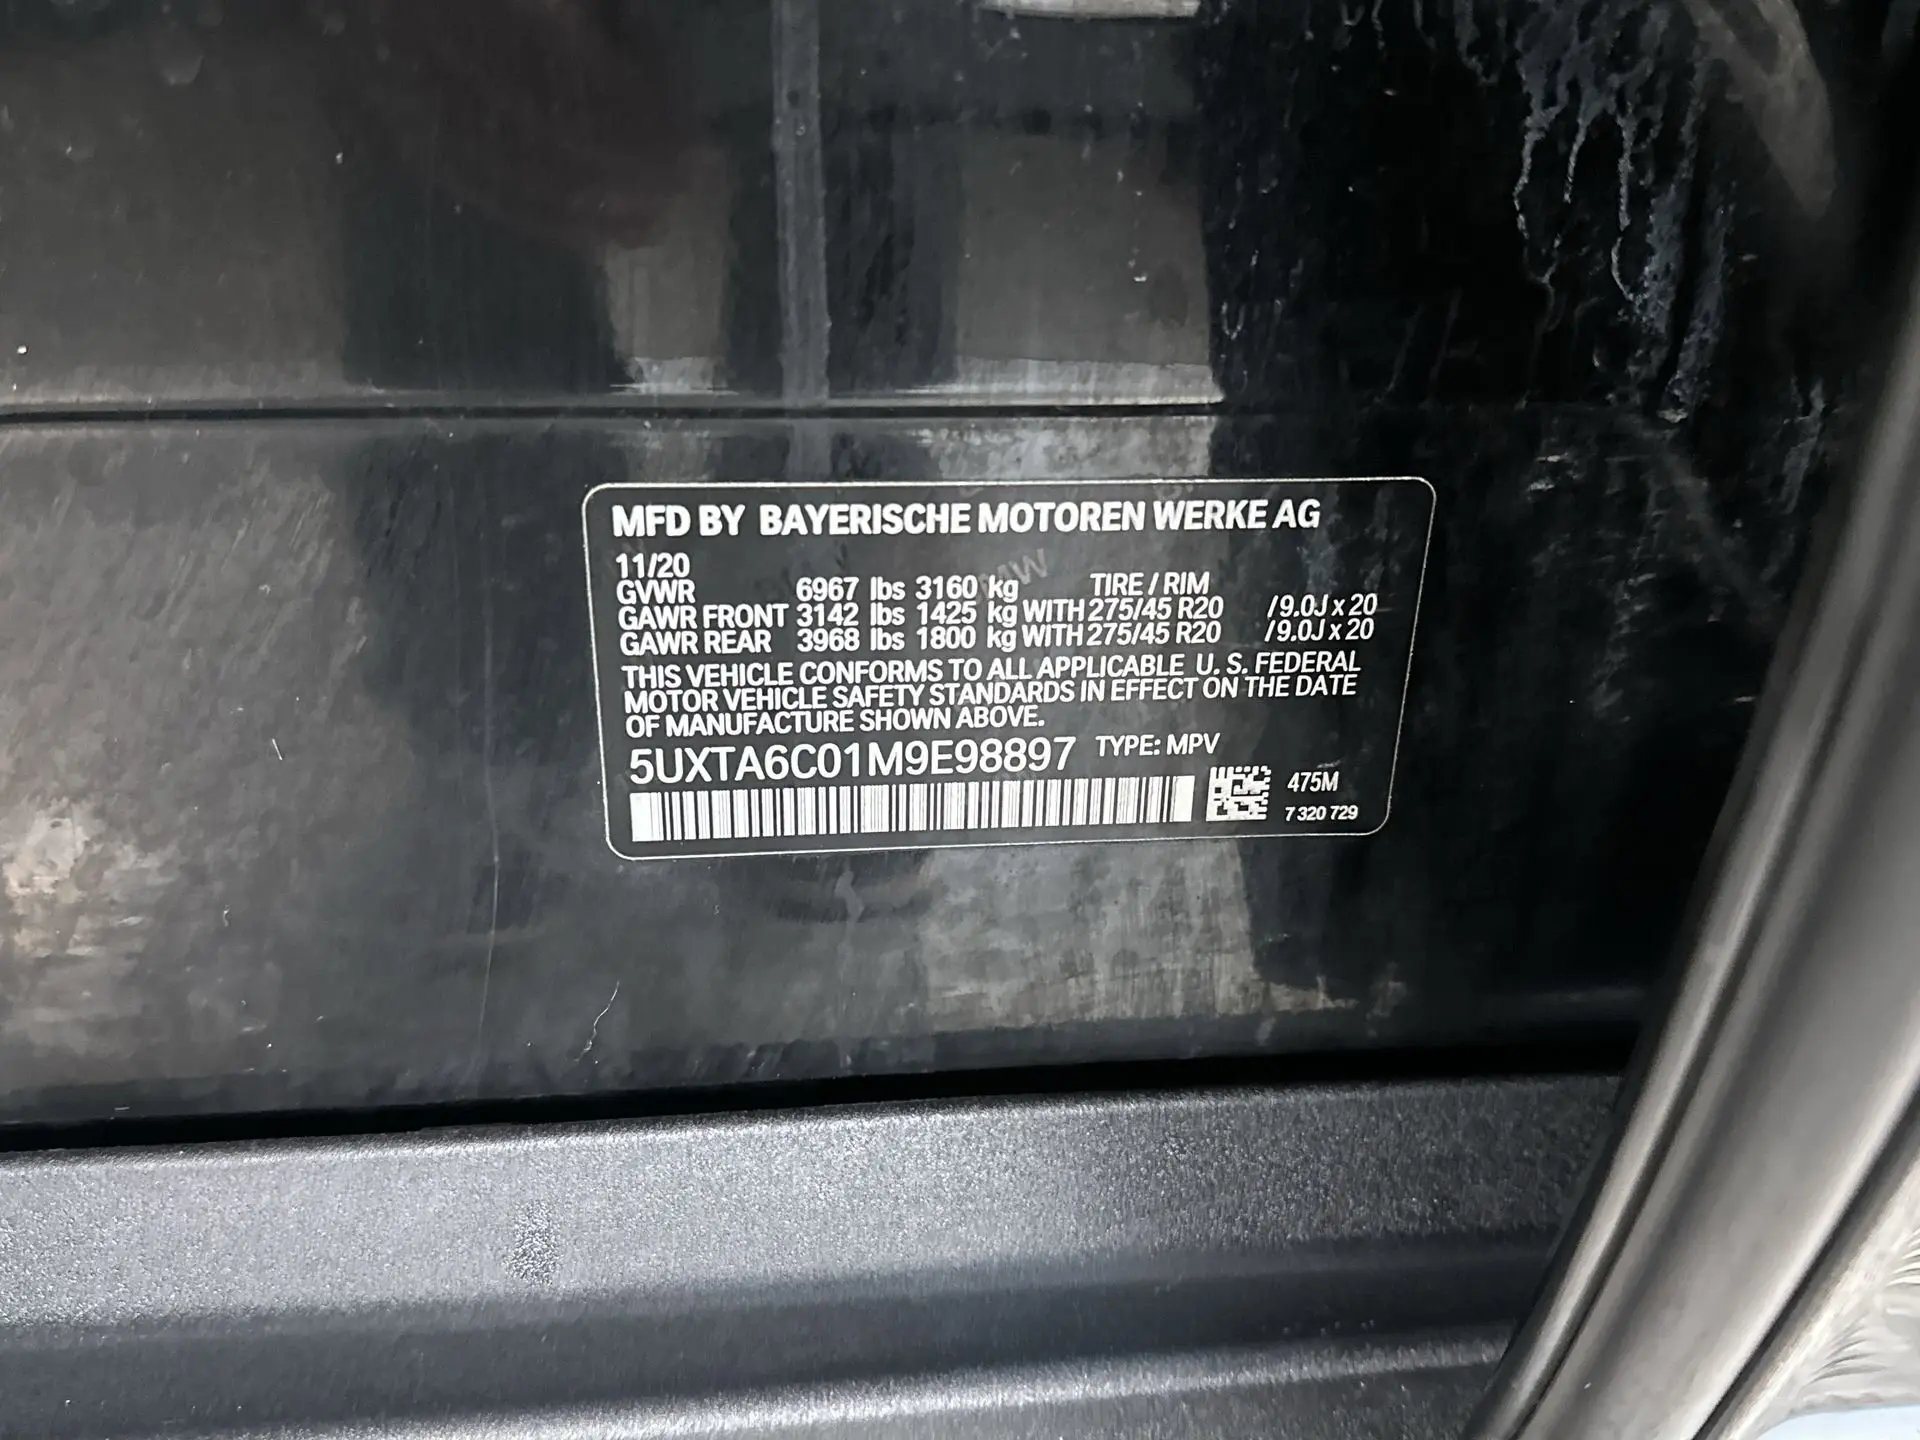 MFD BY BAYERISCHE MOTOREN WERKE AG
11/20
GVWR 6967 lbs 3160 kg TIRE / RIM
GAWR FRONT 3142 lbs 1425 kg WITH 275/45 R20 / 9.0J x 20
GAWR REAR 3968 lbs 1800 kg WITH 275/45 R20 / 9.0J x 20
THIS VEHICLE CONFORMS TO ALL APPLICABLE U. S. FEDERAL
MOTOR VEHICLE SAFETY STANDARDS IN EFFECT ON THE DATE
OF MANUFACTURE SHOWN ABOVE.
5UXTA6C01M9E98897 TYPE: MPV
475M
7 320 729